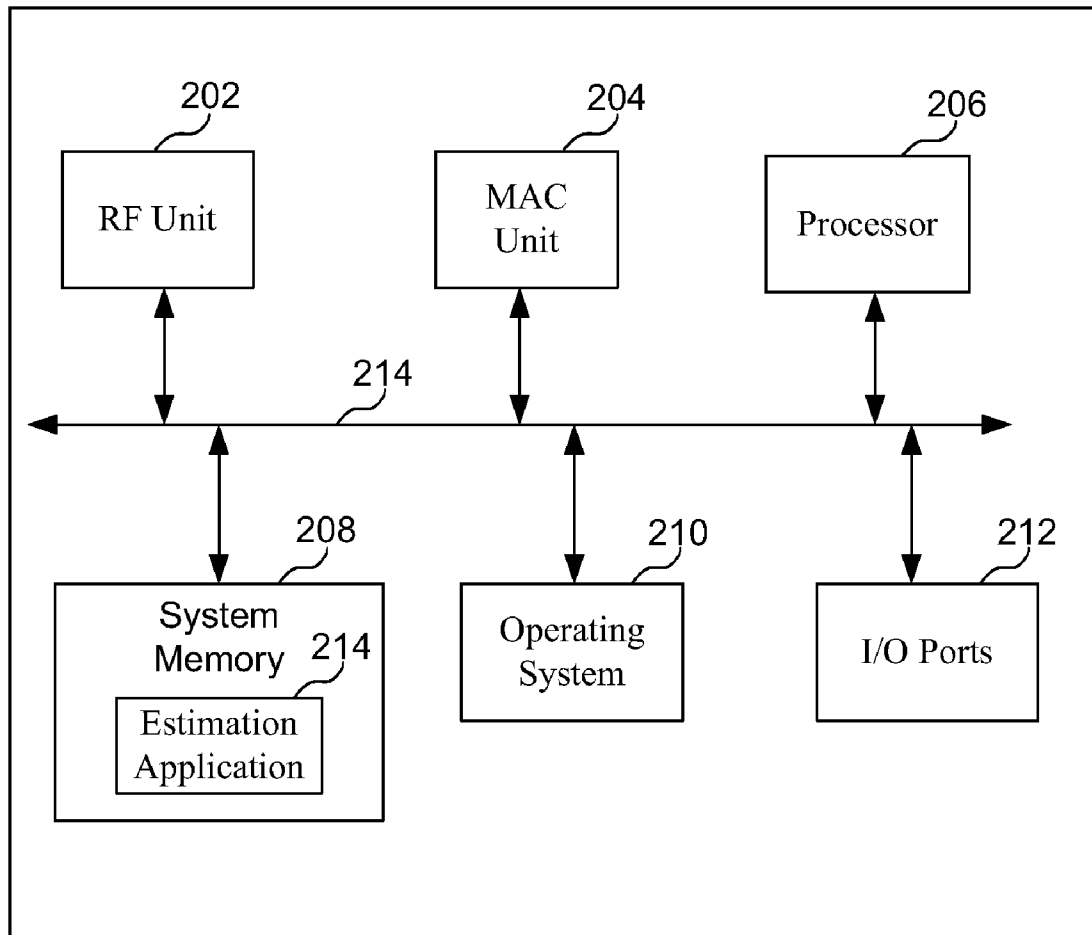 202
RF Unit
204
MAC
Unit
206
Processor
214
208
System
Memory
214
Estimation
Application
210
Operating
System
212
I/O Ports